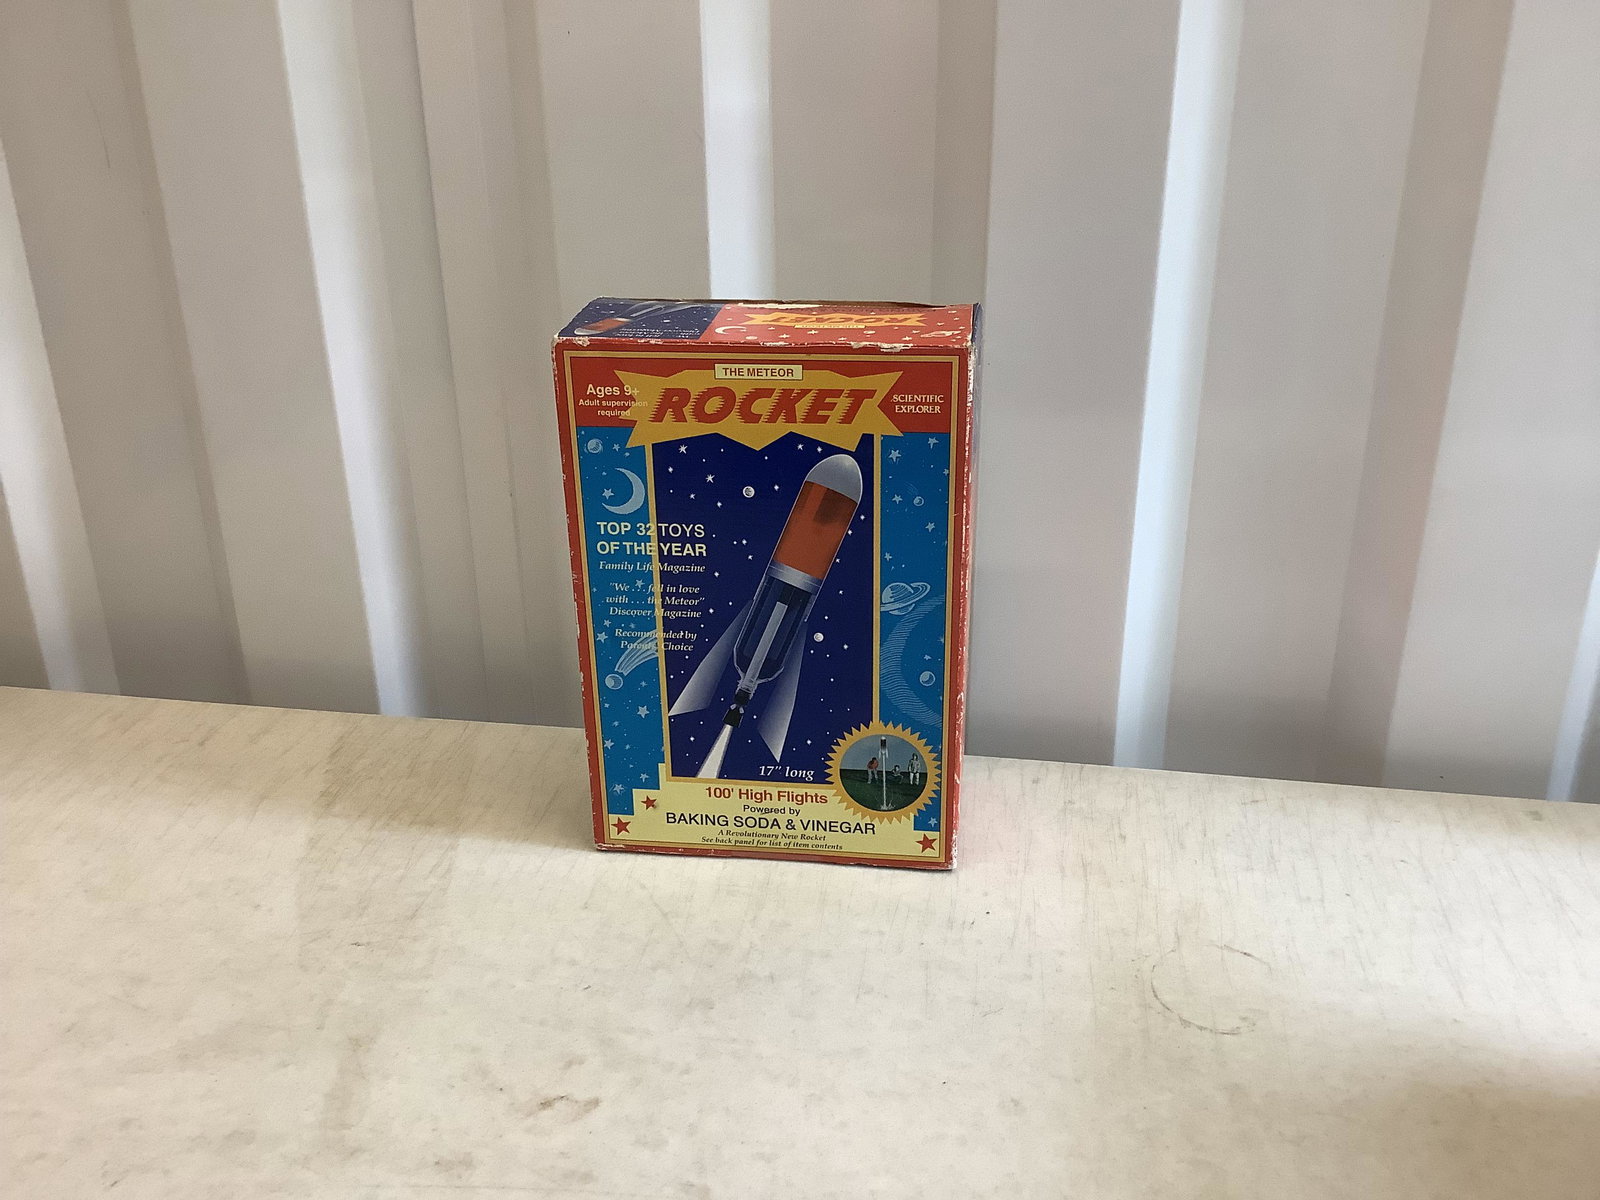 THE METEOR
ROCKET
Ages 9+
Adult supervision
required
SCIENTIFIC
EXPLORER
TOP 32 TOYS
OF THE YEAR
Family Life Magazine
"We . . . fell in love
with . . . the Meteor"
Discover Magazine
Recommended by
Parents' Choice
17" long
100' High Flights
Powered by
BAKING SODA & VINEGAR
A Revolutionary New Rocket
See back panel for list of item contents